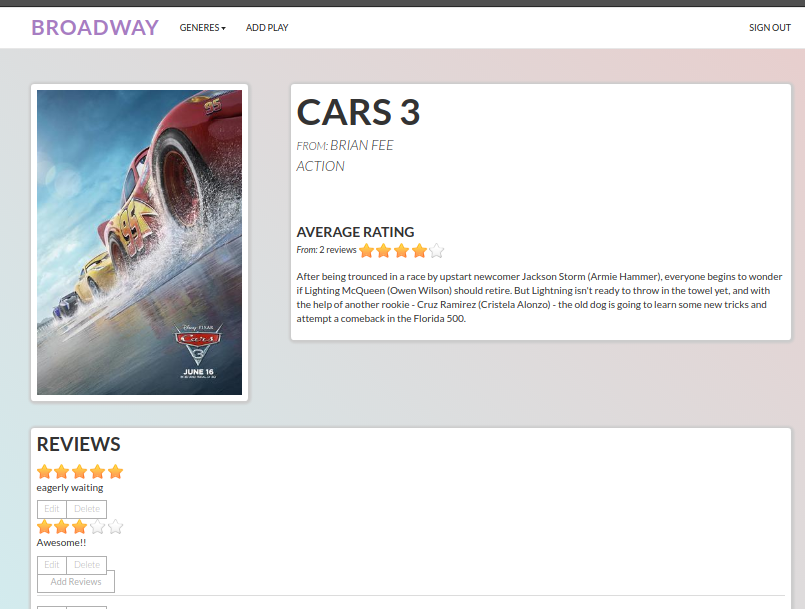 BROADWAY
GENERES
ADD PLAY
SIGN OUT
95
95
Disney PIXAR
Cars
3
JUNE 16
CARS 3
FROM: BRIAN FEE
ACTION
AVERAGE RATING
From: 2 reviews
After being trounced in a race by upstart newcomer Jackson Storm (Armie Hammer), everyone begins to wonder
if Lighting McQueen (Owen Wilson) should retire. But Lightning isn't ready to throw in the towel yet, and with
the help of another rookie - Cruz Ramirez (Cristela Alonzo) - the old dog is going to learn some new tricks and
attempt a comeback in the Florida 500.
REVIEWS
eagerly waiting
Edit Delete
Awesome!!
Edit Delete
Add Reviews